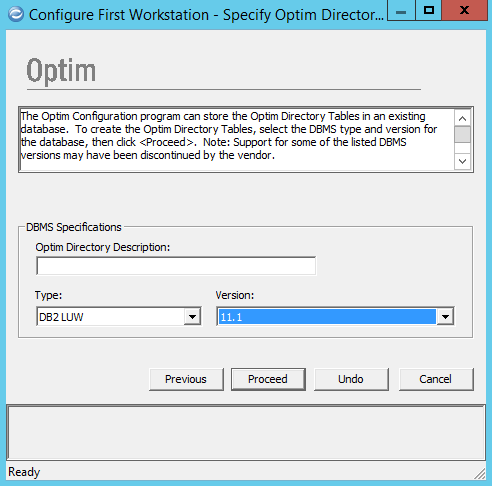 Configure First Workstation - Specify Optim Director...
Optim
The Optim Configuration program can store the Optim Directory Tables in an existing
database.  To create the Optim Directory Tables, select the DBMS type and version for
the database, then click <Proceed>.  Note: Support for some of the listed DBMS
versions may have been discontinued by the vendor.
DBMS Specifications
Optim Directory Description:
Type:
Version:
DB2 LUW
11.1
Previous
Proceed
Undo
Cancel
Ready